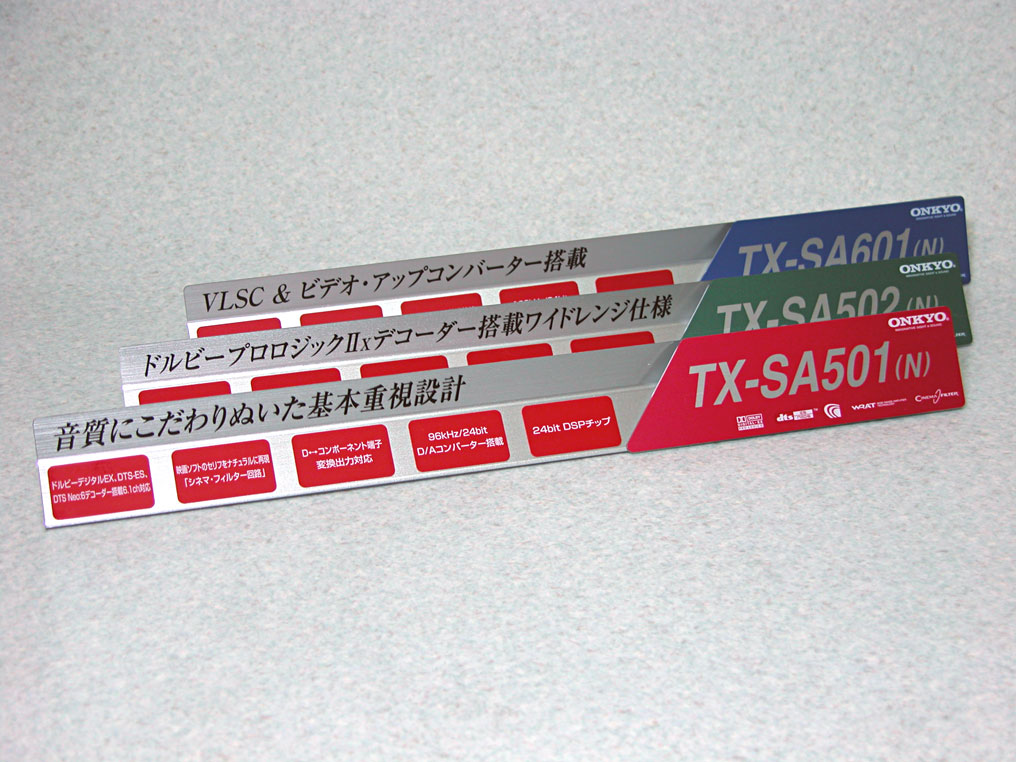 VLSC & ビデオ・アップコンバーター搭載
ONKYO
TX-SA601(N)
ドルビープロロジックIIxデコーダー搭載ワイドレンジ仕様
ONKYO
TX-SA502(N)
音質にこだわりぬいた基本重視設計
ONKYO
TX-SA501(N)
ドルビーデジタルEX、DTS-ES、
DTS Neo:6デコーダー搭載6.1ch対応
映画ソフトのセリフをナチュラルに再現
「シネマ・フィルター回路」
D↔コンポーネント端子
変換出力対応
96kHz/24bit
D/Aコンバーター搭載
24bit DSPチップ
DOLBY
DIGITAL EX
dts
WRAT
CINEMA FILTER